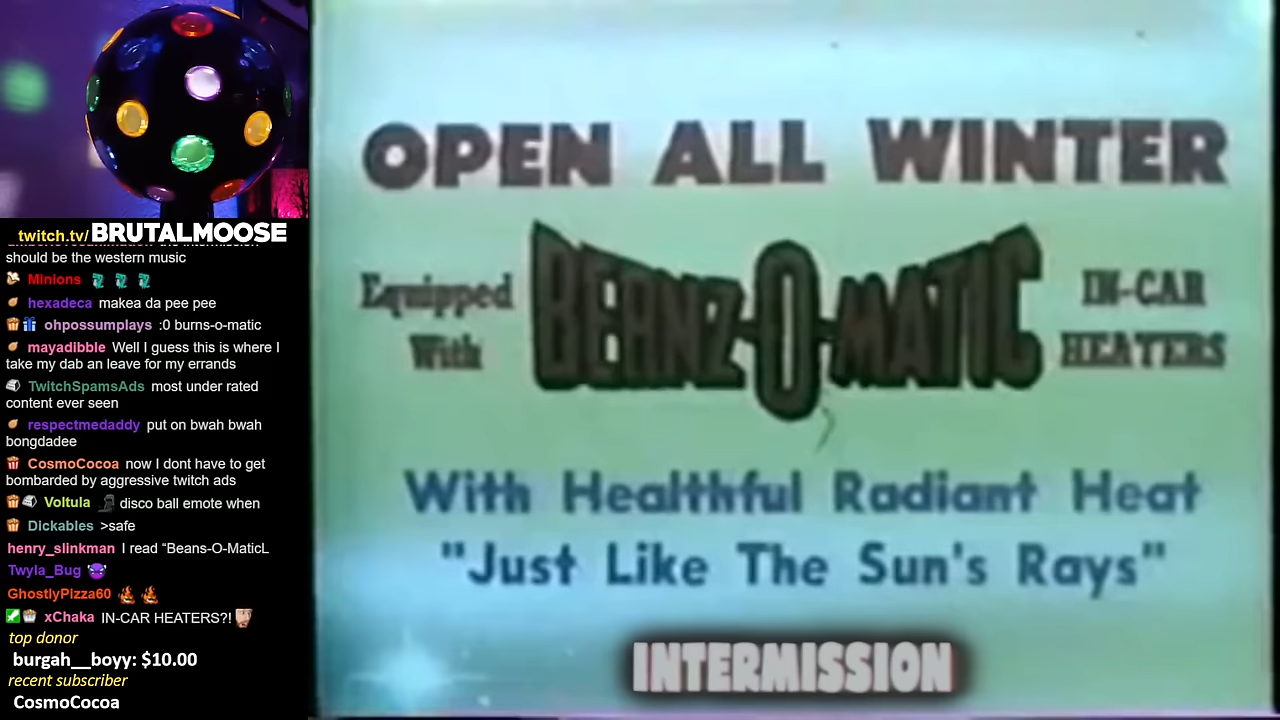 twitch.tv/BRUTALMOOSE
should be the western music
Minions
hexadeca makea da pee pee
ohpossumplays :0 burns-o-matic
mayadibble Well I guess this is where I
take my dab an leave for my errands
TwitchSpamsAds most under rated
content ever seen
respectmedaddy put on bwah bwah
bongdadee
CosmoCocoa now I dont have to get
bombarded by aggressive twitch ads
Voltula disco ball emote when
Dickables >safe
henry_slinkman I read “Beans-O-MaticL
Twyla_Bug
GhostlyPizza60
xChaka IN-CAR HEATERS?!
top donor
burgah__boyy: $10.00
recent subscriber
CosmoCocoa
OPEN ALL WINTER
Equipped
With
BERNZ-O-MATIC
IN-CAR
HEATERS
With Healthful Radiant Heat
"Just Like The Sun's Rays"
INTERMISSION